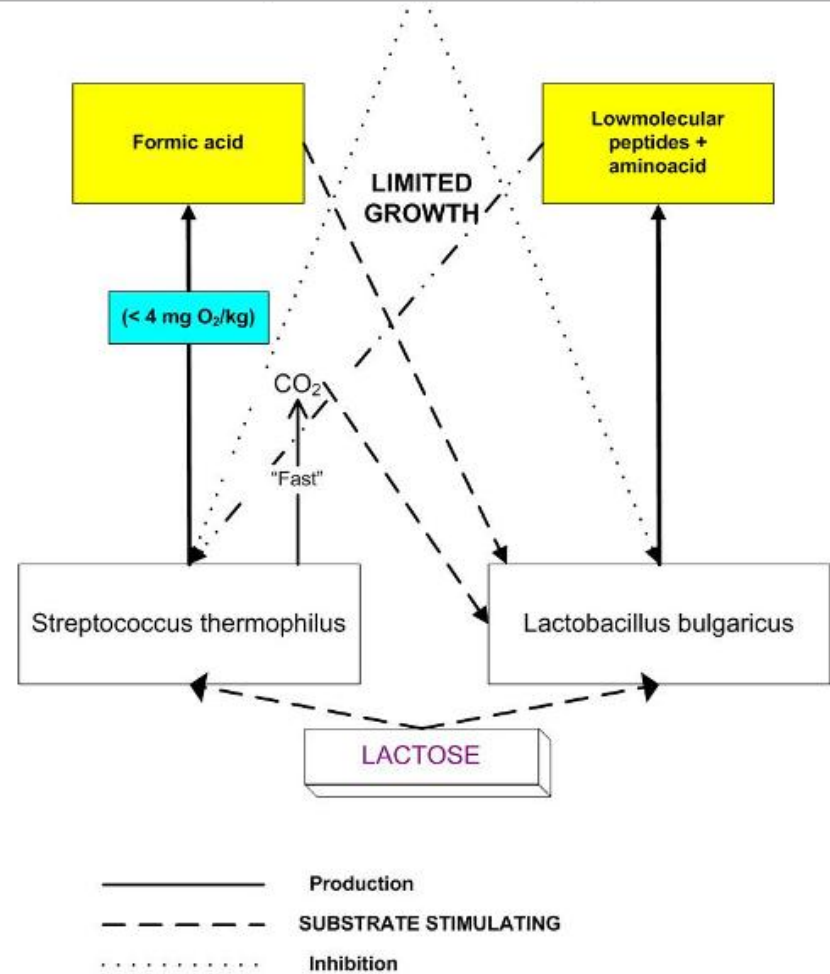 Formic acid
Lowmolecular
peptides +
aminoacid
LIMITED
GROWTH
(< 4 mg O₂/kg)
CO₂
"Fast"
Streptococcus thermophilus
Lactobacillus bulgaricus
LACTOSE
Production
SUBSTRATE STIMULATING
Inhibition